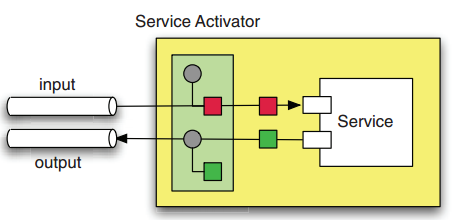 Service Activator
input
Service
output